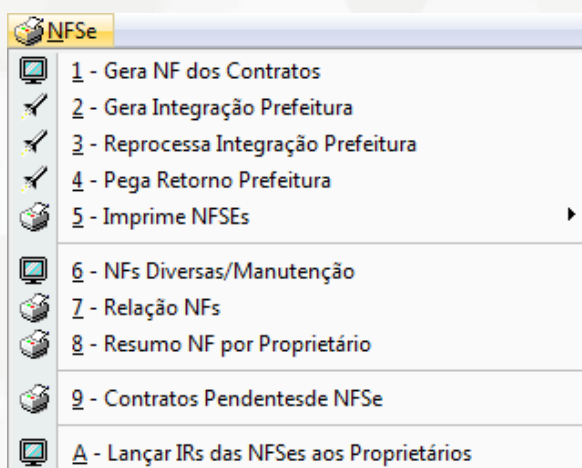 NFSe
1 - Gera NF dos Contratos
2 - Gera Integração Prefeitura
3 - Reprocessa Integração Prefeitura
4 - Pega Retorno Prefeitura
5 - Imprime NFSEs
6 - NFs Diversas/Manutenção
7 - Relação NFs
8 - Resumo NF por Proprietário
9 - Contratos Pendentesde NFSe
A - Lançar IRs das NFSes aos Proprietários